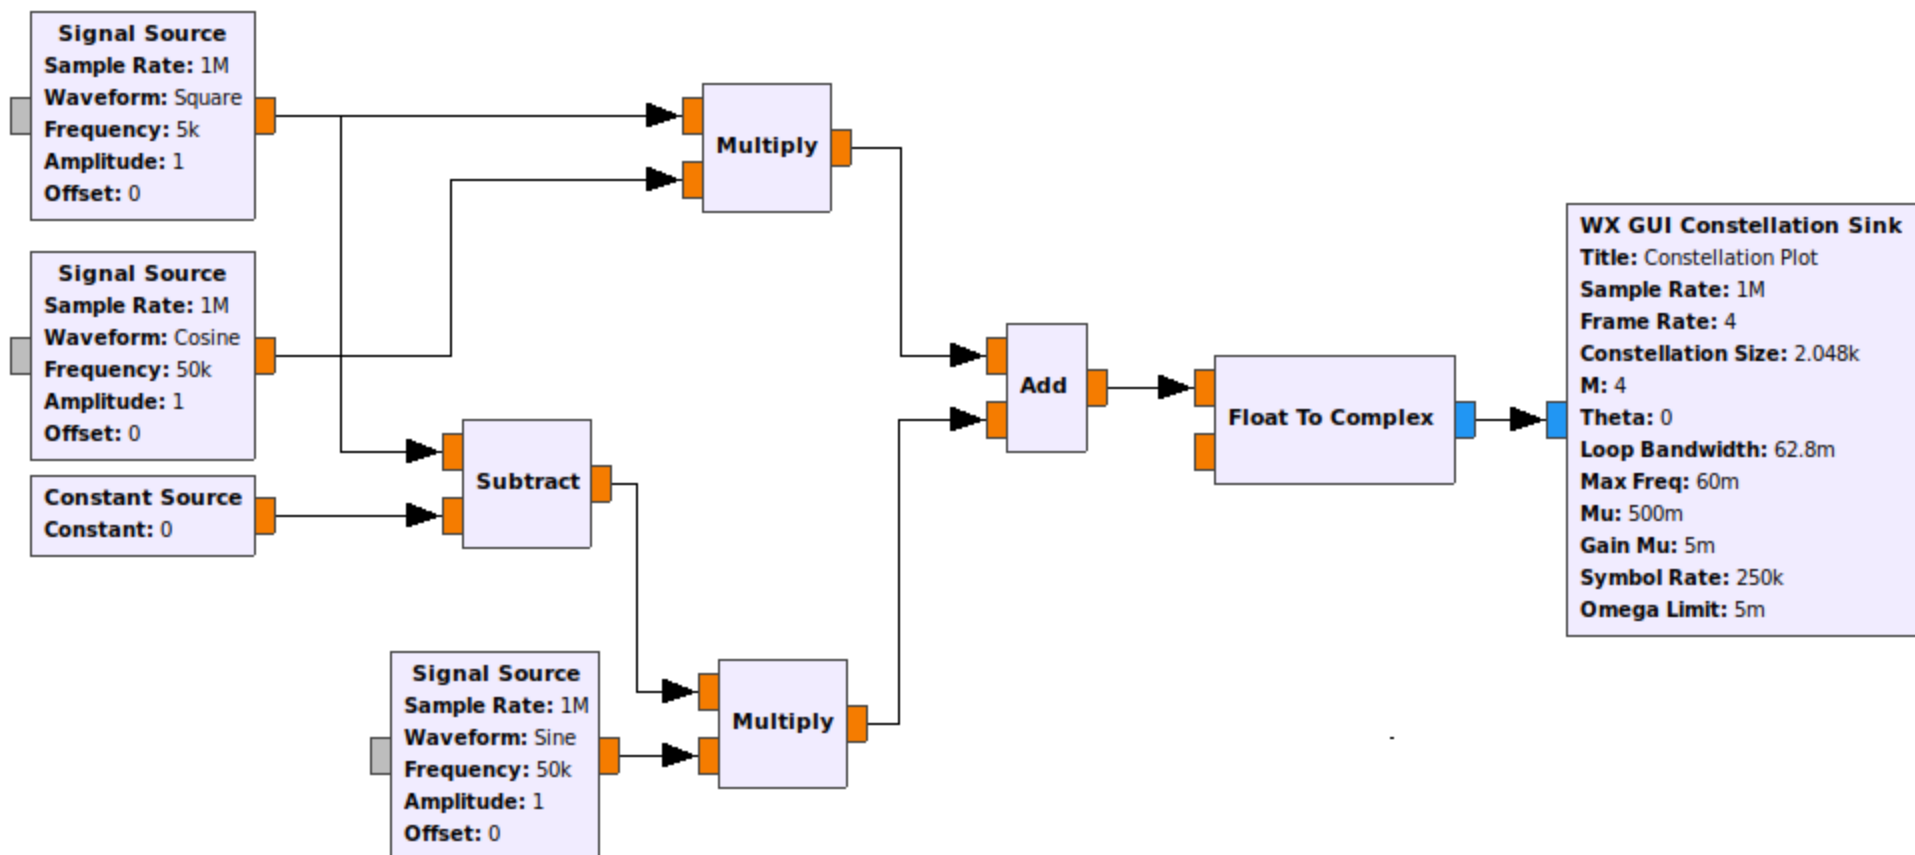 Signal Source
Sample Rate: 1M
Waveform: Square
Frequency: 5k
Amplitude: 1
Offset: 0
Multiply
Signal Source
Sample Rate: 1M
Waveform: Cosine
Frequency: 50k
Amplitude: 1
Offset: 0
Constant Source
Constant: 0
Subtract
Signal Source
Sample Rate: 1M
Waveform: Sine
Frequency: 50k
Amplitude: 1
Offset: 0
Multiply
Add
Float To Complex
WX GUI Constellation Sink
Title: Constellation Plot
Sample Rate: 1M
Frame Rate: 4
Constellation Size: 2.048k
M: 4
Theta: 0
Loop Bandwidth: 62.8m
Max Freq: 60m
Mu: 500m
Gain Mu: 5m
Symbol Rate: 250k
Omega Limit: 5m